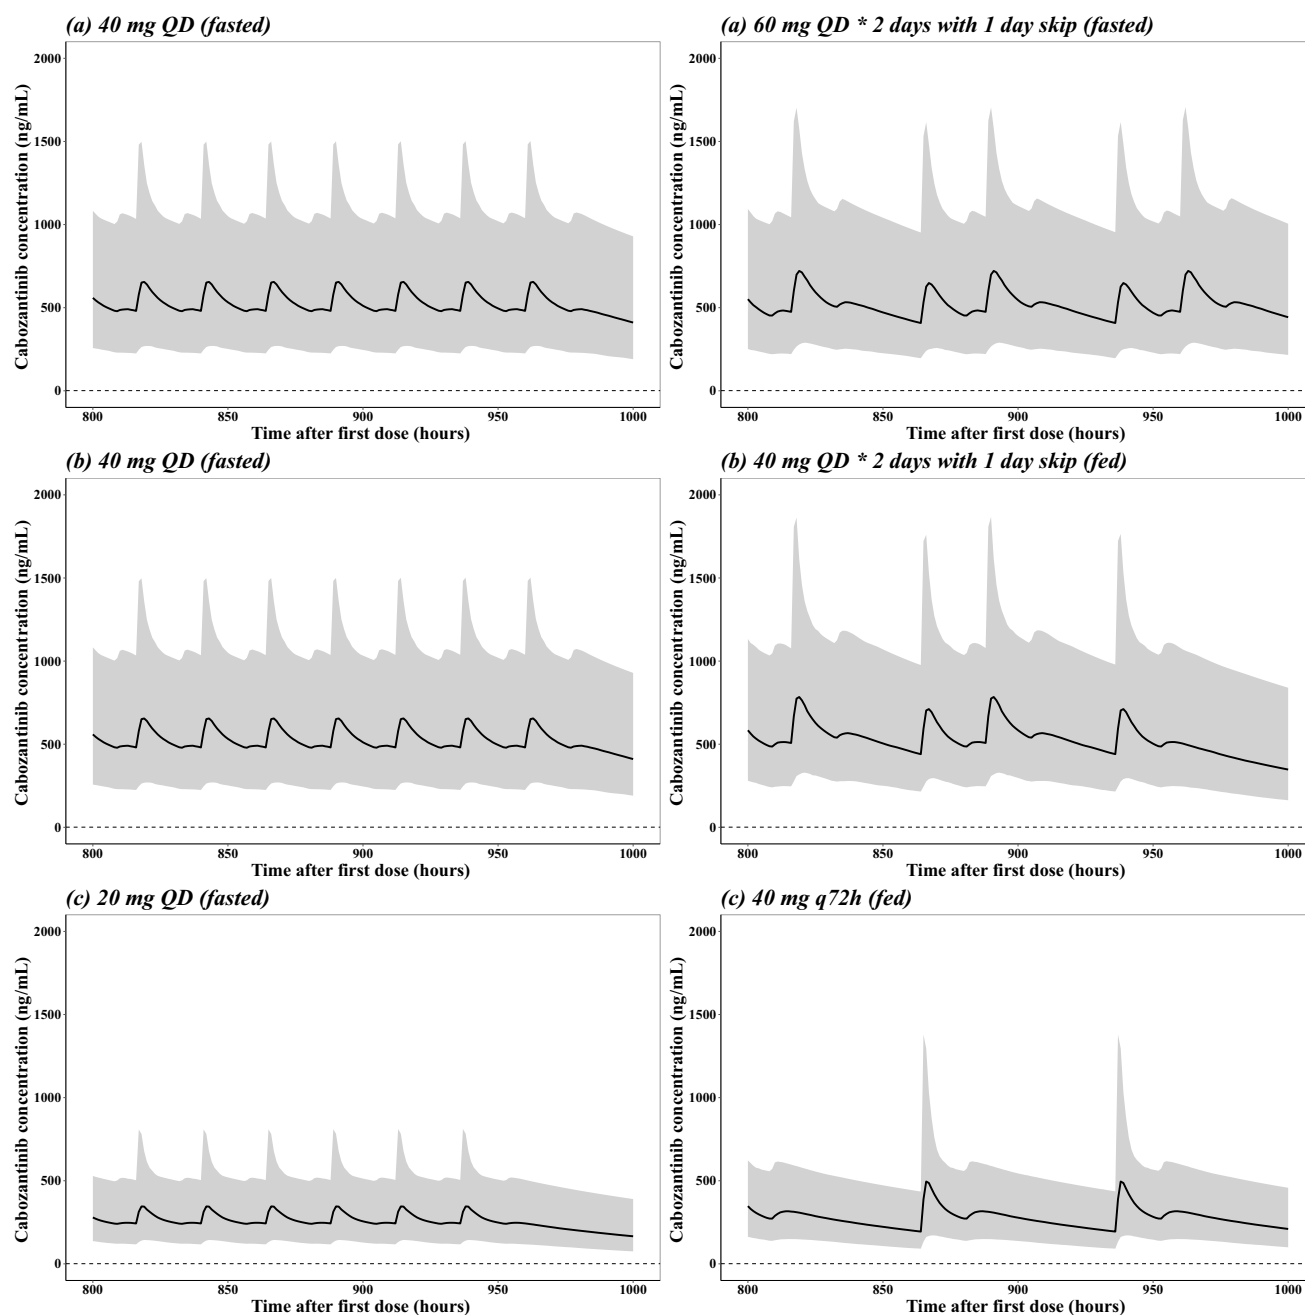 (a) 40 mg QD (fasted)
Cabozantinib concentration (ng/mL)
2000
1500
1000
500
0
800 850 900 950 1000
Time after first dose (hours)
(a) 60 mg QD * 2 days with 1 day skip (fasted)
Cabozantinib concentration (ng/mL)
2000
1500
1000
500
0
800 850 900 950 1000
Time after first dose (hours)
(b) 40 mg QD (fasted)
Cabozantinib concentration (ng/mL)
2000
1500
1000
500
0
800 850 900 950 1000
Time after first dose (hours)
(b) 40 mg QD * 2 days with 1 day skip (fed)
Cabozantinib concentration (ng/mL)
2000
1500
1000
500
0
800 850 900 950 1000
Time after first dose (hours)
(c) 20 mg QD (fasted)
Cabozantinib concentration (ng/mL)
2000
1500
1000
500
0
800 850 900 950 1000
Time after first dose (hours)
(c) 40 mg q72h (fed)
Cabozantinib concentration (ng/mL)
2000
1500
1000
500
0
800 850 900 950 1000
Time after first dose (hours)